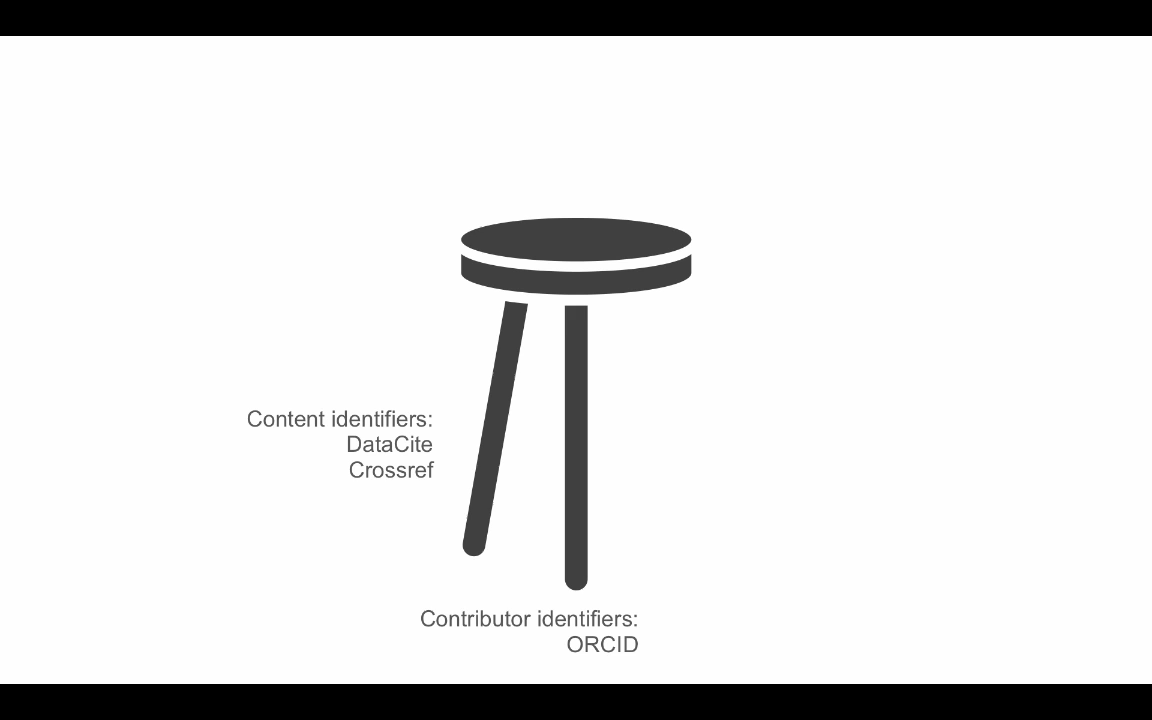 Content identifiers:
DataCite
Crossref
Contributor identifiers:
ORCID